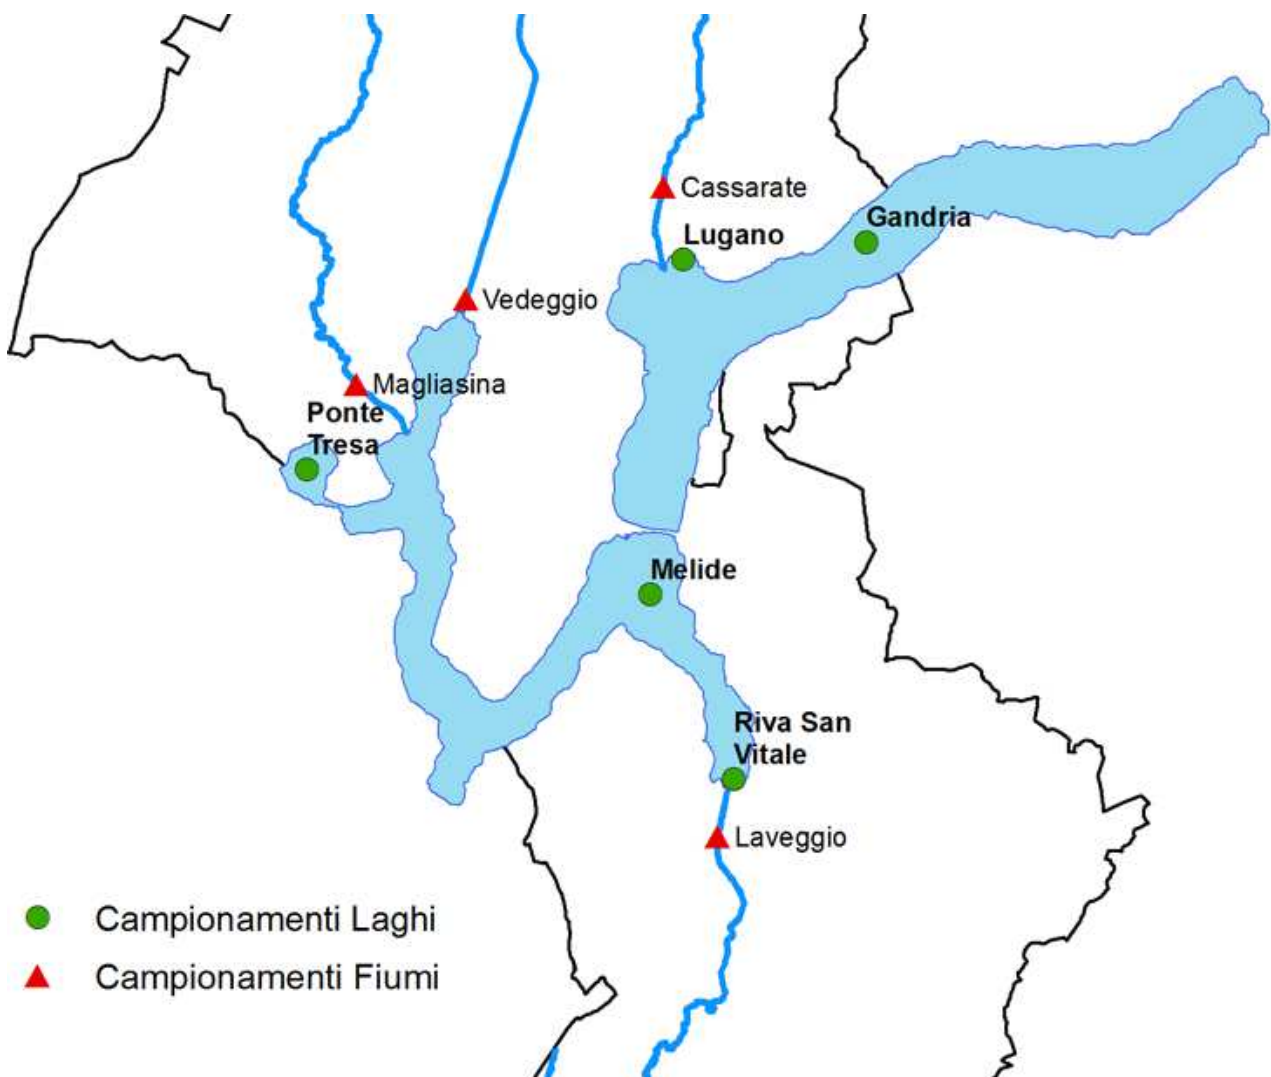 Cassarate
Gandria
Lugano
Vedeggio
Magliasina
Ponte
Tresa
Melide
Riva San
Vitale
Laveggio
Campionamenti Laghi
Campionamenti Fiumi